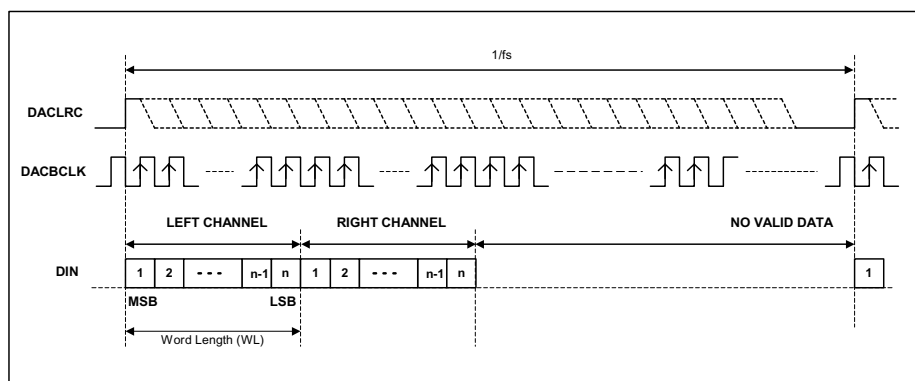 1/fs
DACLRC
DACBCLK
LEFT CHANNEL RIGHT CHANNEL NO VALID DATA
DIN 1 2 - - - n-1 n 1 2 - - - n-1 n 1
MSB LSB
Word Length (WL)